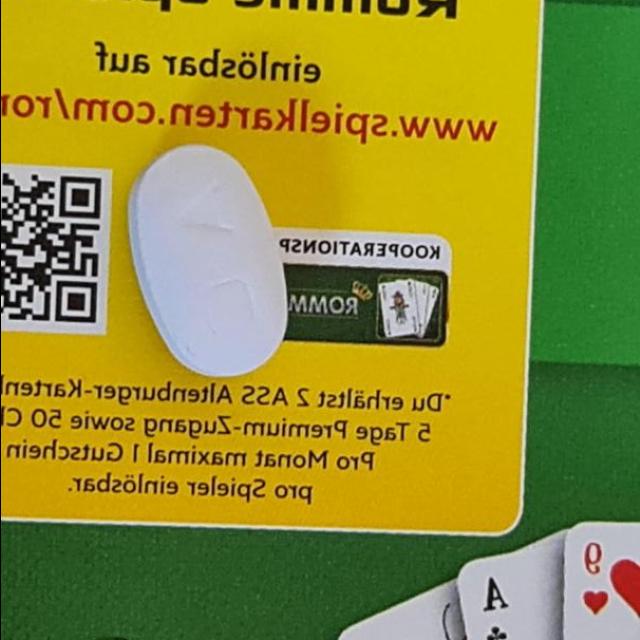 einlösbar auf
www.spielkarten.com/ro
KOOPERATIONSP
ROMM
*Du erhältst 2 ASS Altenburger-Karten
5 Tage Premium-Zugang sowie 50 C
Pro Monat maximal 1 Gutschein
pro Spieler einlösbar.
A
9